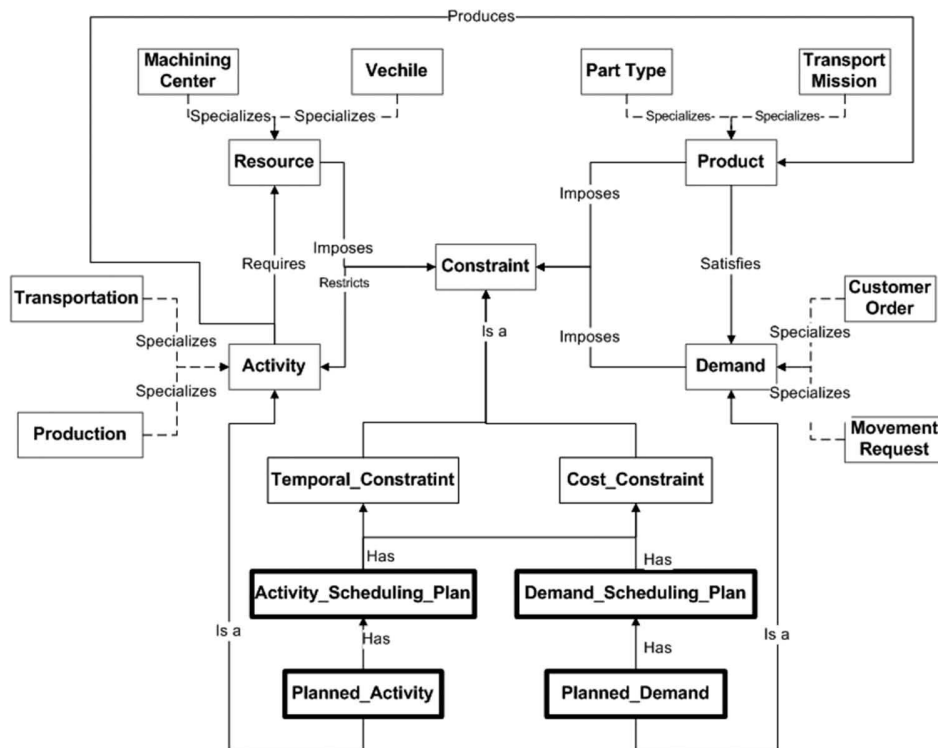 Produces
Machining
Center
Vechile
Part Type
Transport
Mission
Specializes
Specializes
Specializes
Specializes
Resource
Product
Imposes
Imposes
Requires
Constraint
Satisfies
Restricts
Transportation
Customer
Order
Is a
Specializes
Imposes
Specializes
Activity
Demand
Specializes
Specializes
Production
Movement
Request
Temporal_Constratint
Cost_Constraint
Has
Has
Activity_Scheduling_Plan
Demand_Scheduling_Plan
Is a
Has
Has
Is a
Planned_Activity
Planned_Demand